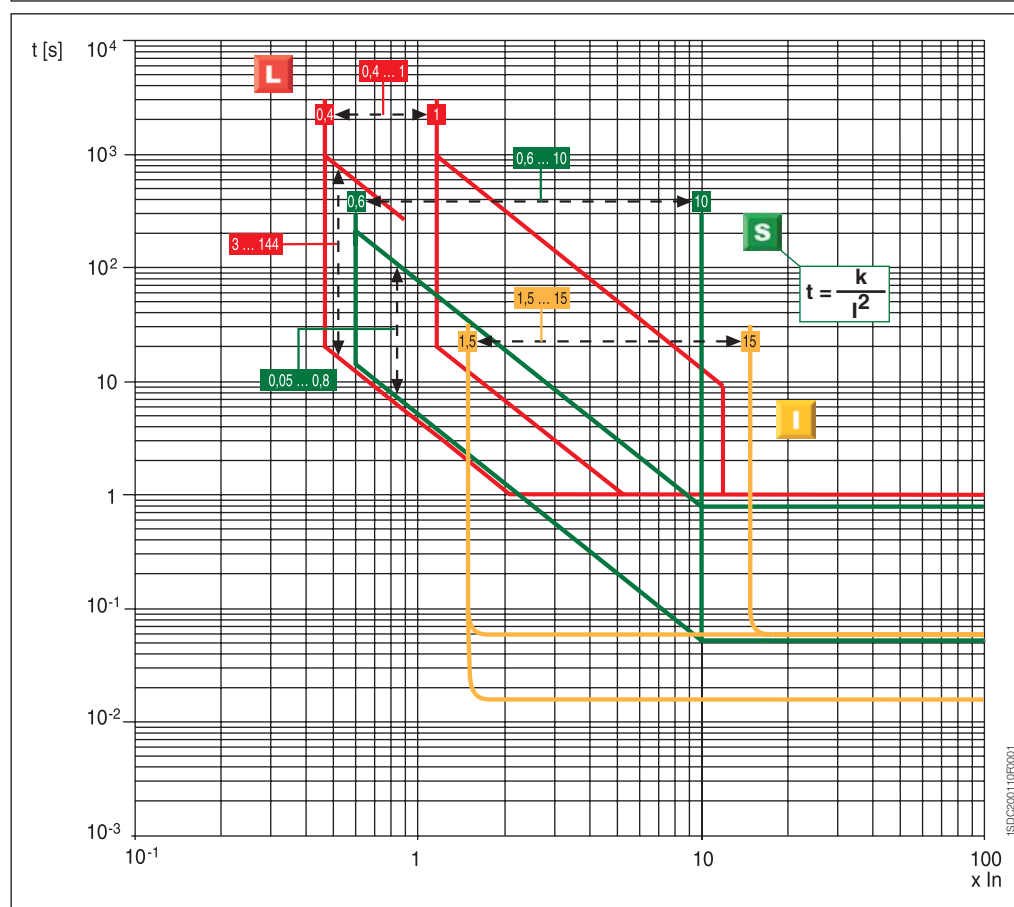 t [s]
10⁴
L
0,4 ... 1
0,4
1
10³
0,6 ... 10
0,6
10
S
3 ... 144
10²
t = k / I²
1,5 ... 15
1,5
15
0,05 ... 0,8
10
I
1
10⁻¹
10⁻²
10⁻³
10⁻¹
1
10
100
x In
1SDC200110F0001